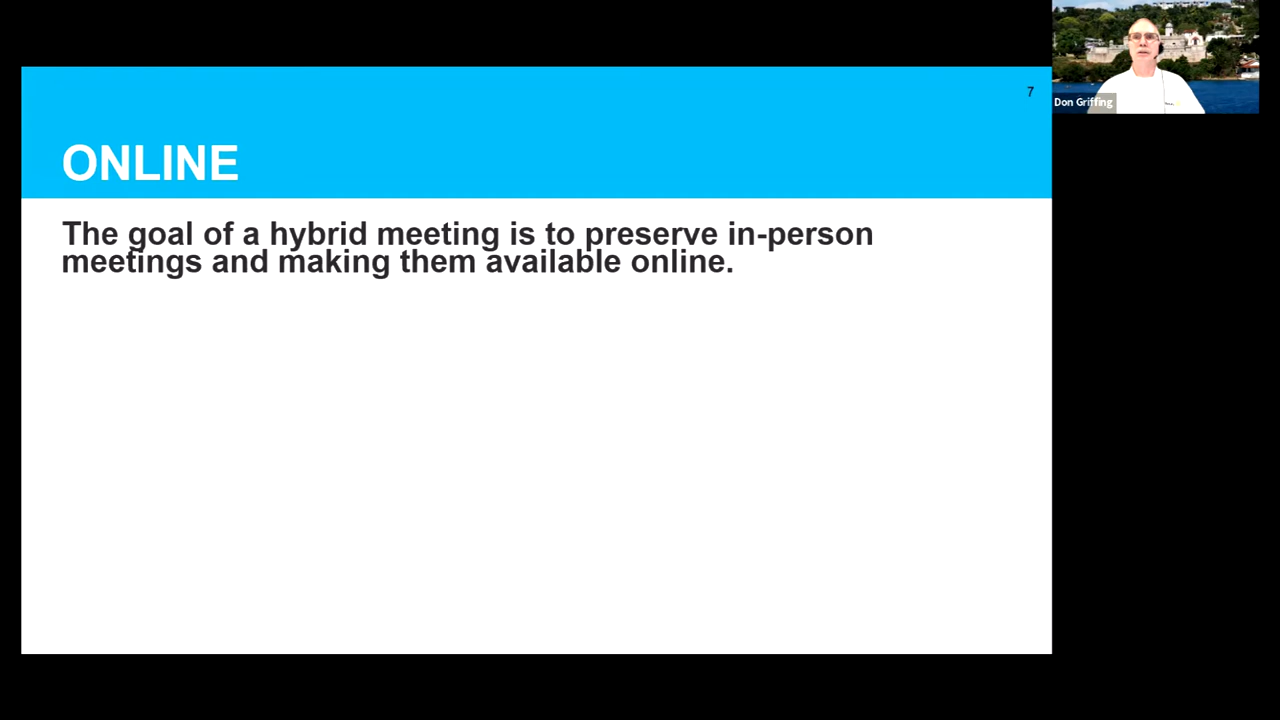 7
ONLINE
The goal of a hybrid meeting is to preserve in-person
meetings and making them available online.
Don Griffing